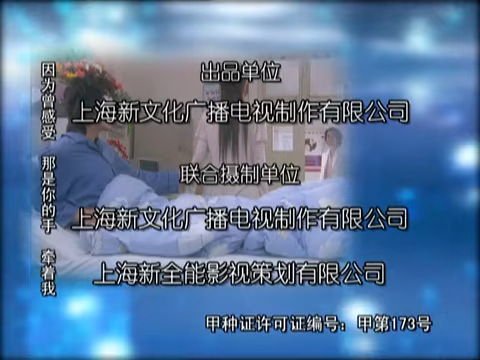 出品单位
上海新文化广播电视制作有限公司
联合摄制单位
上海新文化广播电视制作有限公司
上海新全能影视策划有限公司
甲种证许可证编号：甲第173号
因为曾感受 那是你的手 牵着我